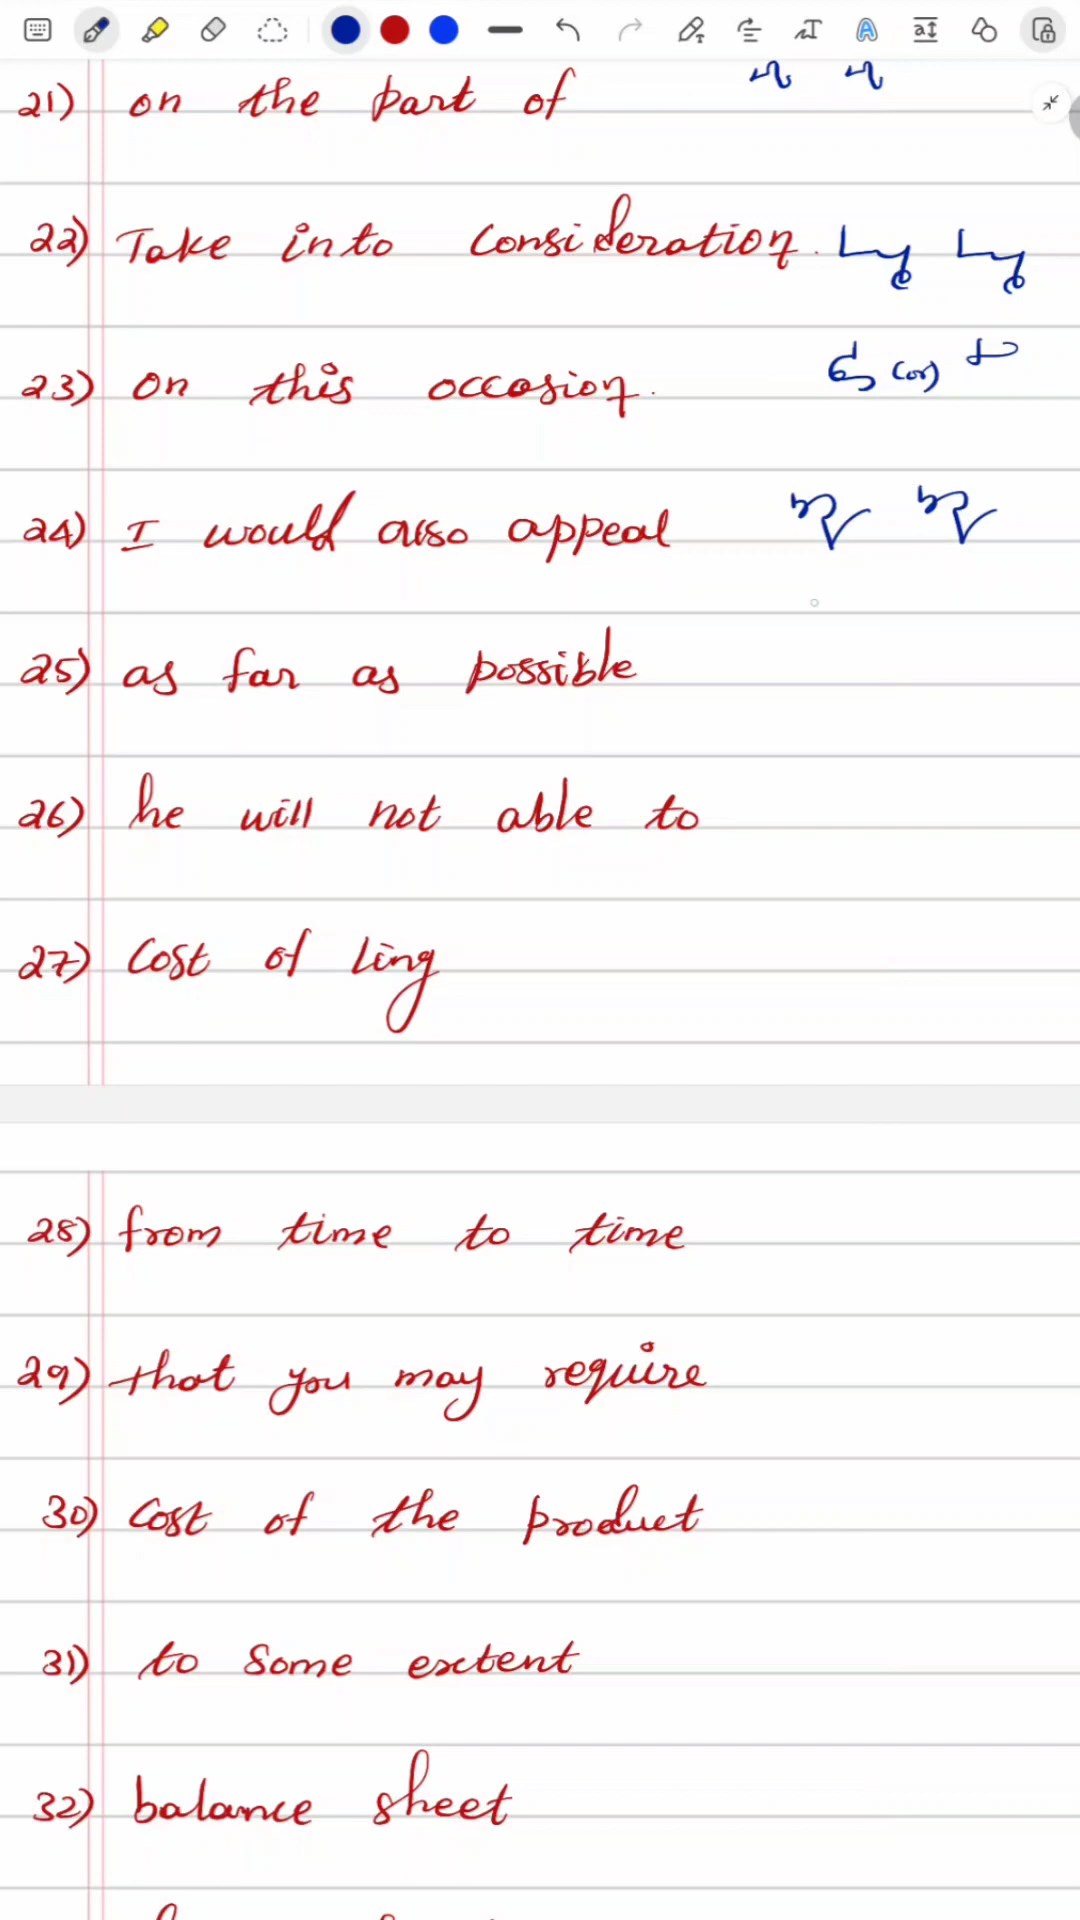 21) on the part of
22) Take into consideration.
23) on this occasion. (or)
24) I would also appeal
25) as far as possible
26) he will not able to
27) Cost of ling
28) from time to time
29) that you may require
30) Cost of the product
31) to some extent
32) balance sheet